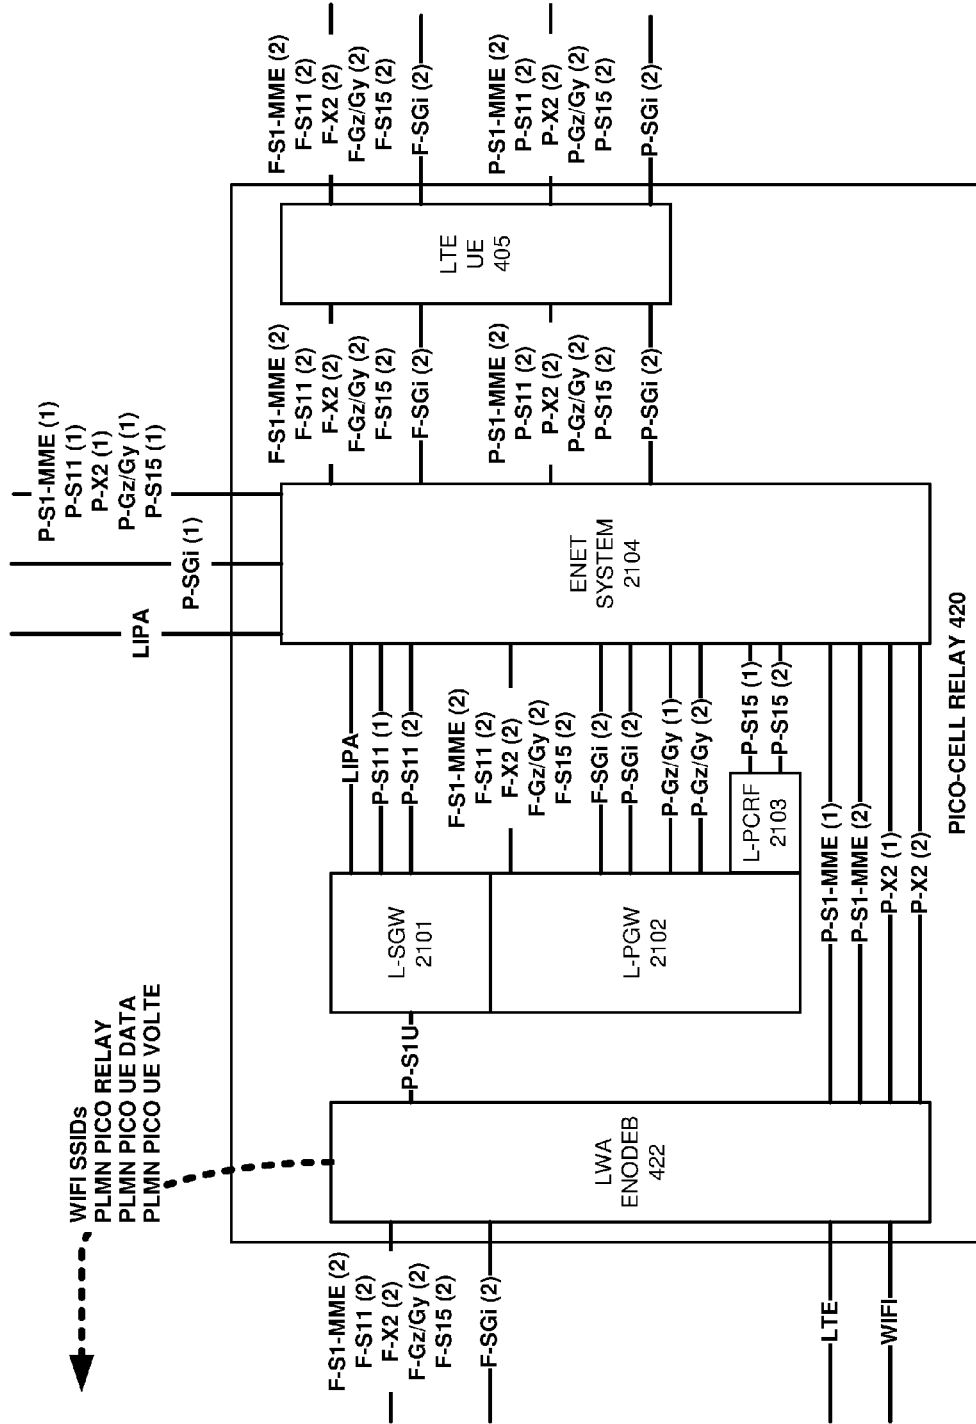 WIFI SSIDs
PLMN PICO RELAY
PLMN PICO UE DATA
PLMN PICO UE VOLTE
LIPA
P-SGi (1)
P-S1-MME (1)
P-S11 (1)
P-X2 (1)
P-Gz/Gy (1)
P-S15 (1)
F-S1-MME (2)
F-S11 (2)
F-X2 (2)
F-Gz/Gy (2)
F-S15 (2)
F-SGi (2)
LTE
WIFI
LWA
ENODEB
422
P-S1U
L-SGW
2101
L-PGW
2102
L-PCRF
2103
LIPA
P-S11 (1)
P-S11 (2)
F-S1-MME (2)
F-S11 (2)
F-X2 (2)
F-Gz/Gy (2)
F-S15 (2)
F-SGi (2)
P-SGi (2)
P-Gz/Gy (1)
P-Gz/Gy (2)
P-S15 (1)
P-S15 (2)
P-S1-MME (1)
P-S1-MME (2)
P-X2 (1)
P-X2 (2)
ENET
SYSTEM
2104
F-S1-MME (2)
F-S11 (2)
F-X2 (2)
F-Gz/Gy (2)
F-S15 (2)
F-SGi (2)
P-S1-MME (2)
P-S11 (2)
P-X2 (2)
P-Gz/Gy (2)
P-S15 (2)
P-SGi (2)
LTE
UE
405
F-S1-MME (2)
F-S11 (2)
F-X2 (2)
F-Gz/Gy (2)
F-S15 (2)
F-SGi (2)
P-S1-MME (2)
P-S11 (2)
P-X2 (2)
P-Gz/Gy (2)
P-S15 (2)
P-SGi (2)
PICO-CELL RELAY 420